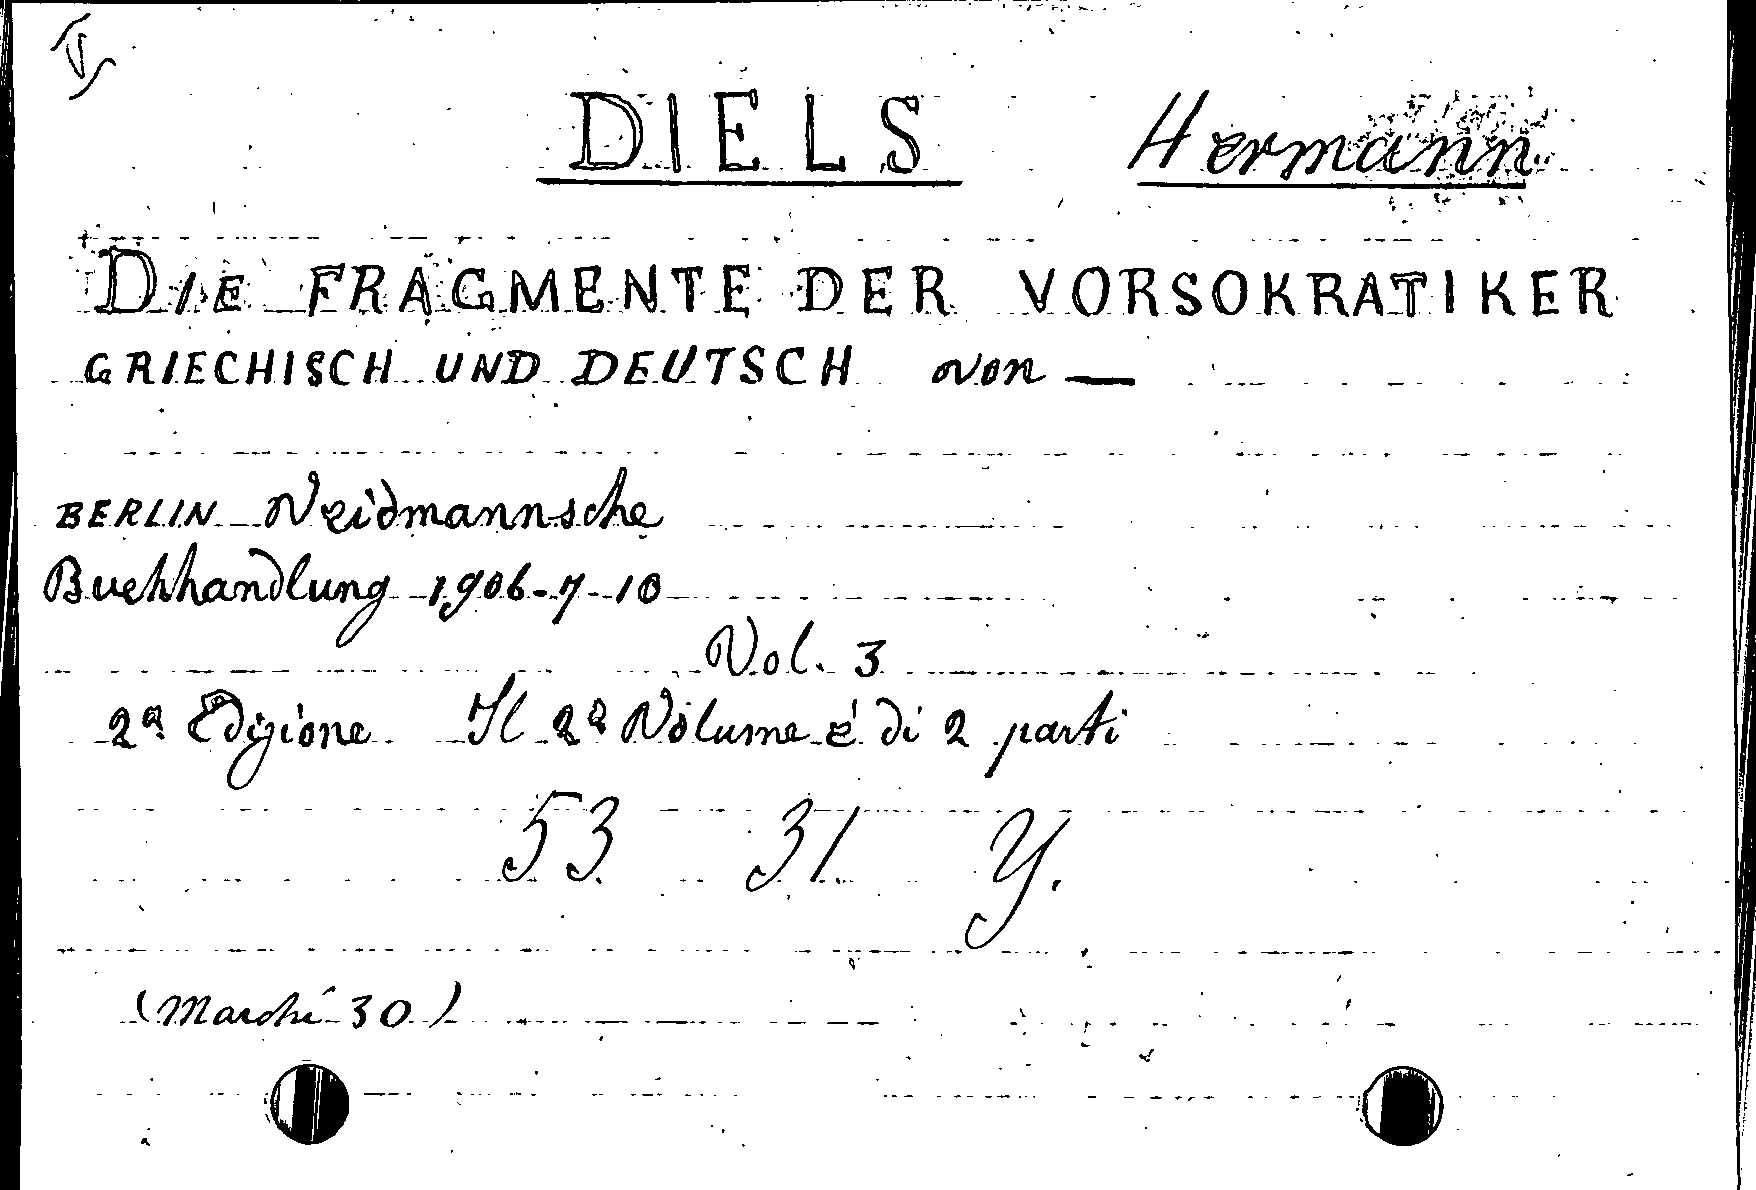 DIELS Hermann
DIE FRAGMENTE DER VORSOKRATIKER
GRIECHISCH UND DEUTSCH von —
BERLIN Weidmannsche
Buchhandlung 1906-7-10
Vol. 3
2ª Edizione Il 2º Volume è di 2 parti
53 31 Y.
(Marchi 30)